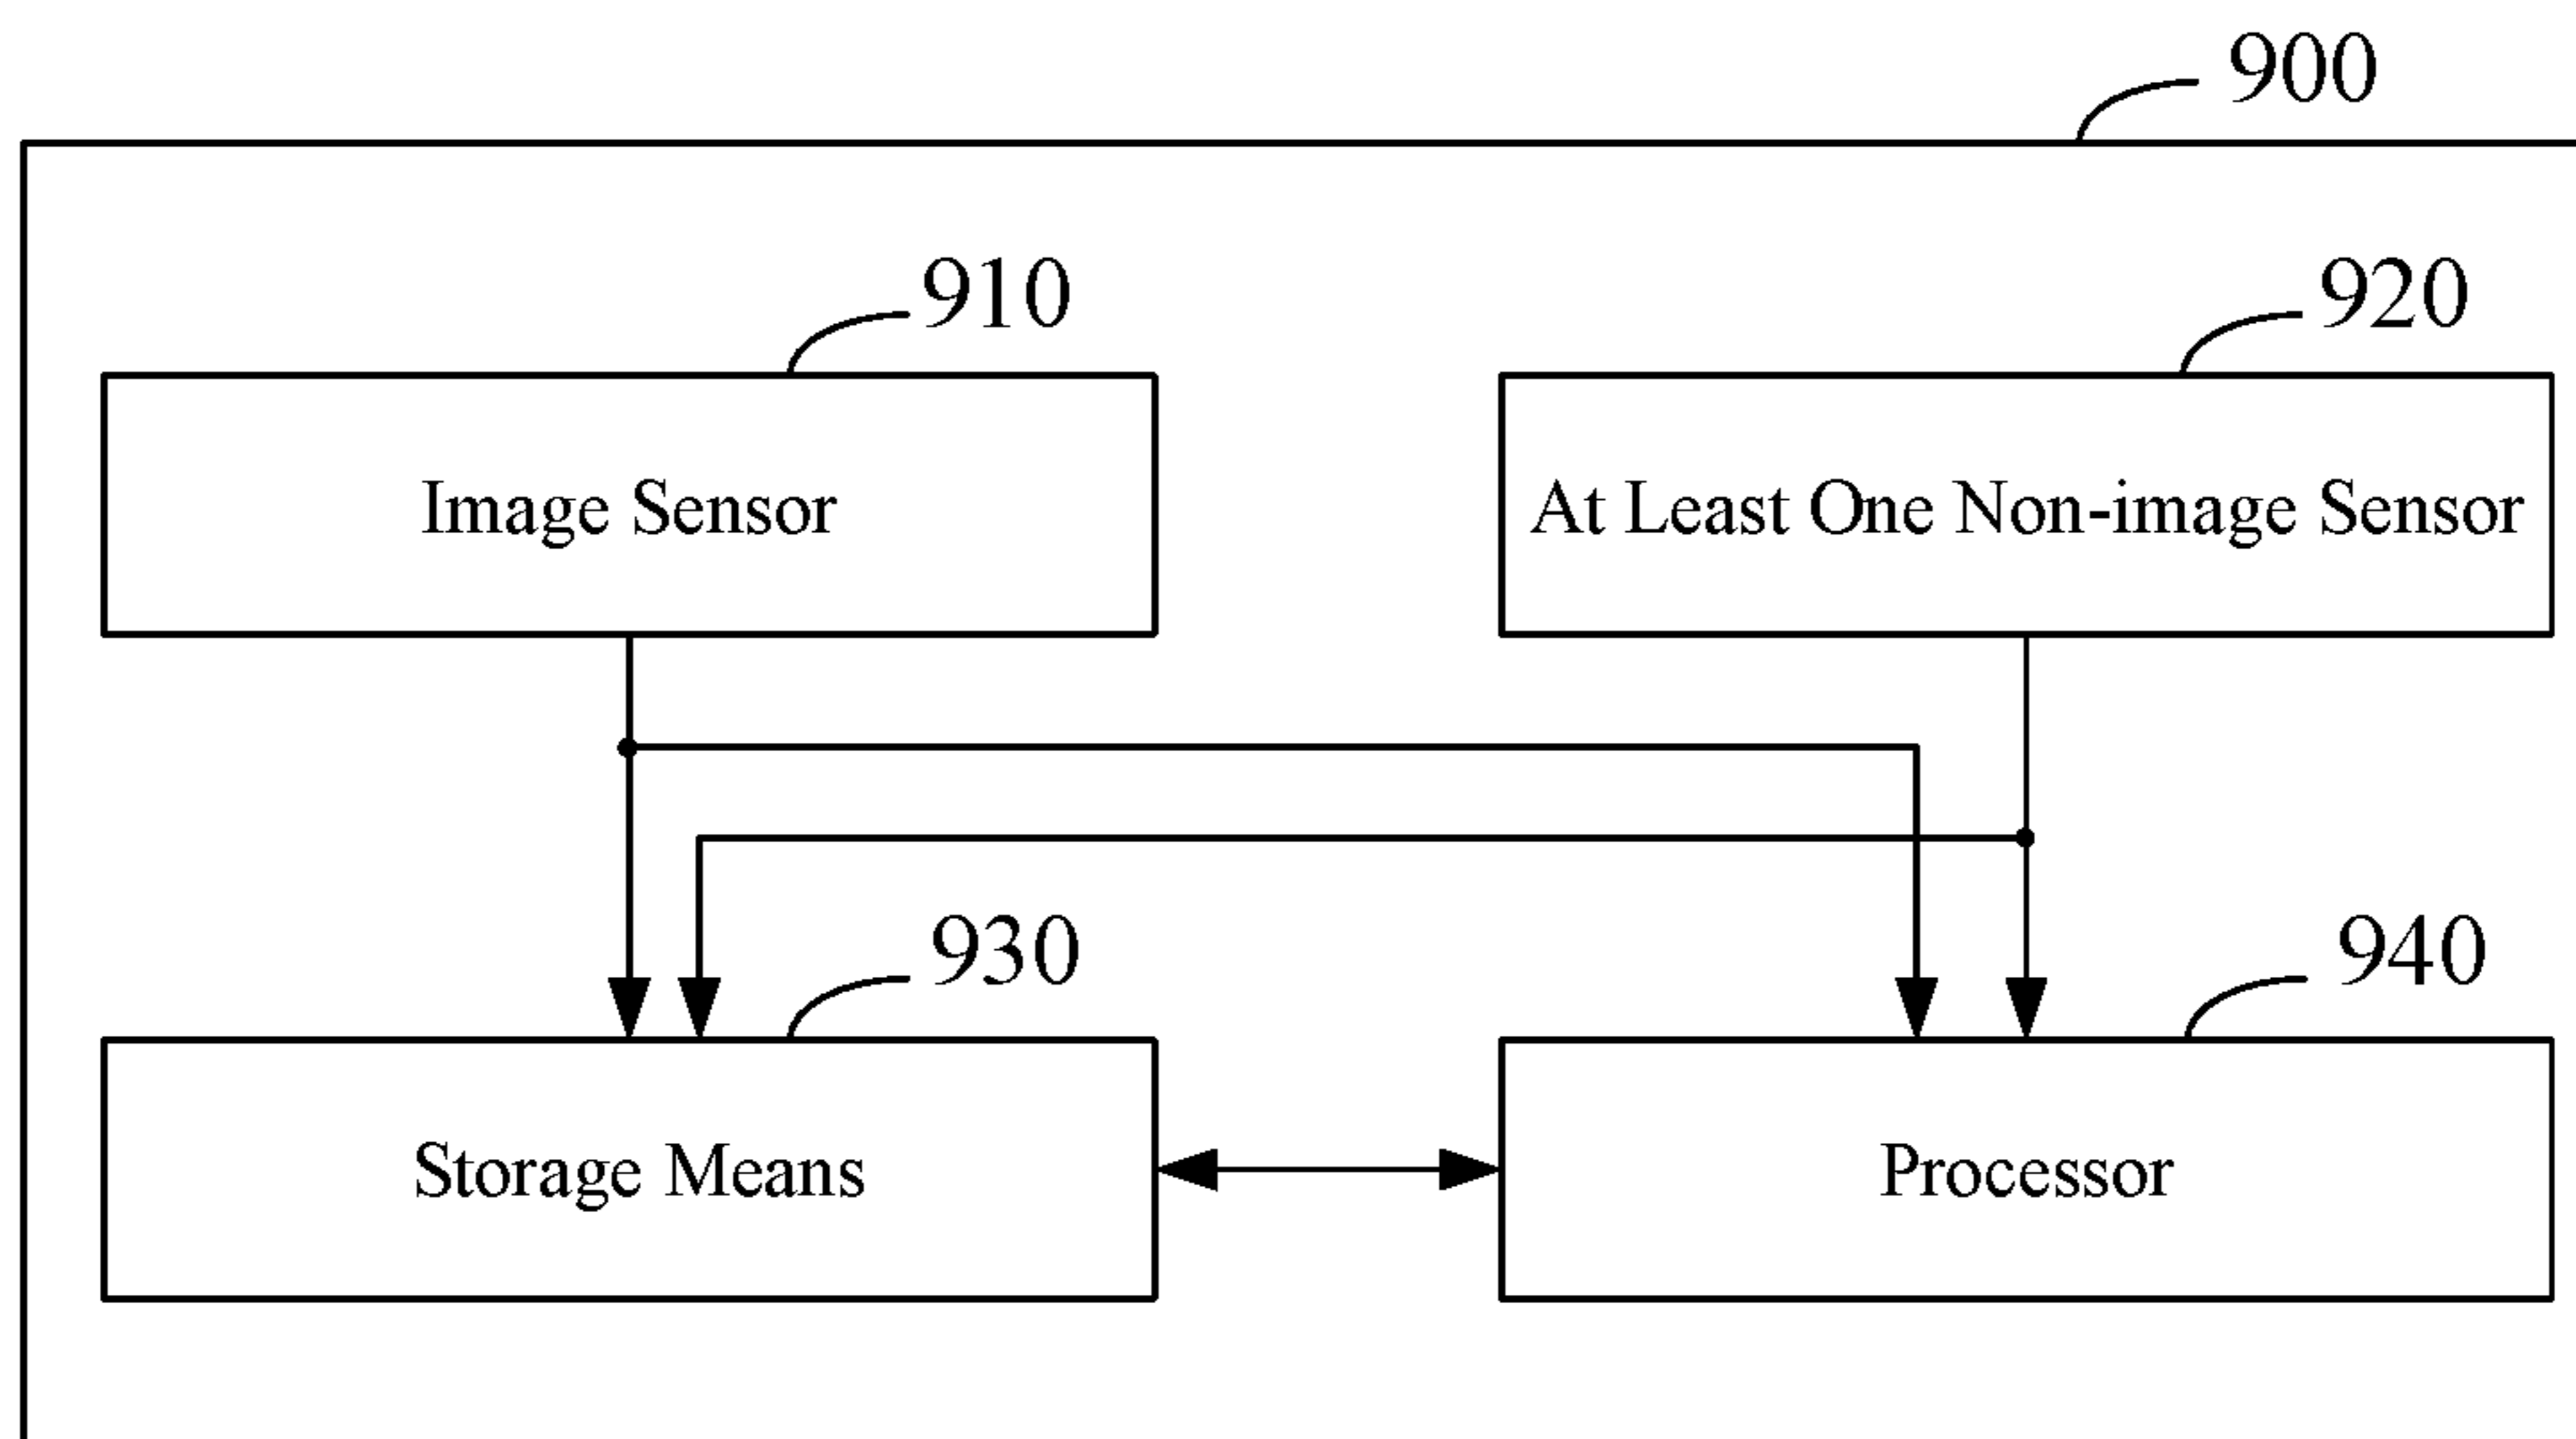 900
910
920
Image Sensor
At Least One Non-image Sensor
930
940
Storage Means
Processor